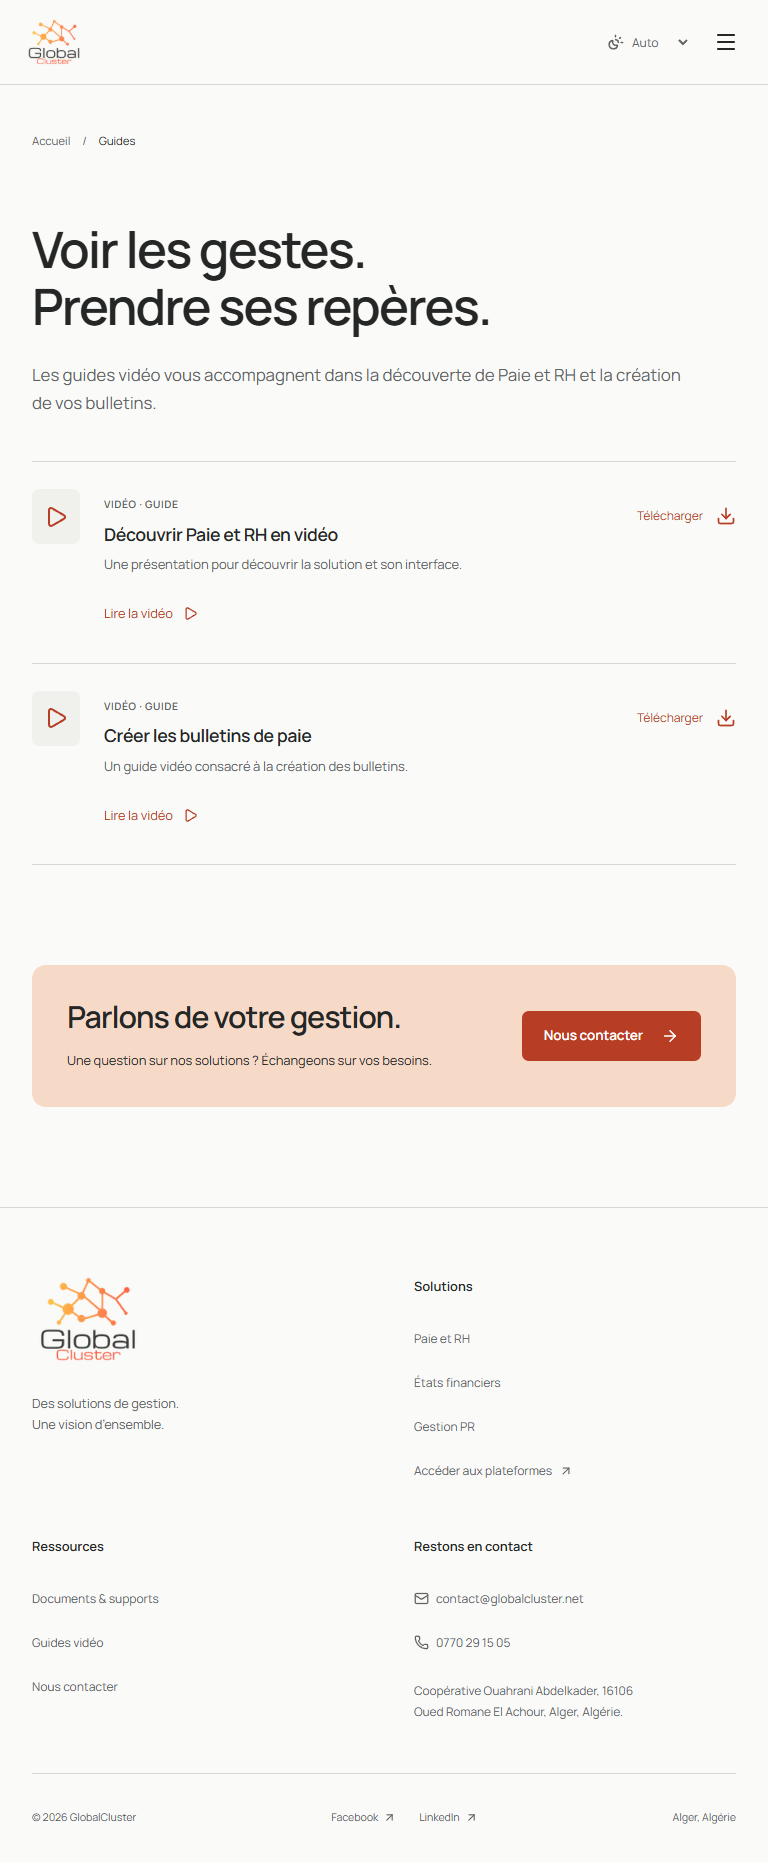 Global
Cluster
Auto
Accueil / Guides
Voir les gestes.
Prendre ses repères.
Les guides vidéo vous accompagnent dans la découverte de Paie et RH et la création
de vos bulletins.
VIDÉO · GUIDE
Découvrir Paie et RH en vidéo
Une présentation pour découvrir la solution et son interface.
Lire la vidéo
Télécharger
VIDÉO · GUIDE
Créer les bulletins de paie
Un guide vidéo consacré à la création des bulletins.
Lire la vidéo
Télécharger
Parlons de votre gestion.
Une question sur nos solutions ? Échangeons sur vos besoins.
Nous contacter
Global
Cluster
Des solutions de gestion.
Une vision d'ensemble.
Solutions
Paie et RH
États financiers
Gestion PR
Accéder aux plateformes
Ressources
Documents & supports
Guides vidéo
Nous contacter
Restons en contact
contact@globalcluster.net
0770 29 15 05
Coopérative Ouahrani Abdelkader, 16106
Oued Romane El Achour, Alger, Algérie.
© 2026 GlobalCluster
Facebook
LinkedIn
Alger, Algérie